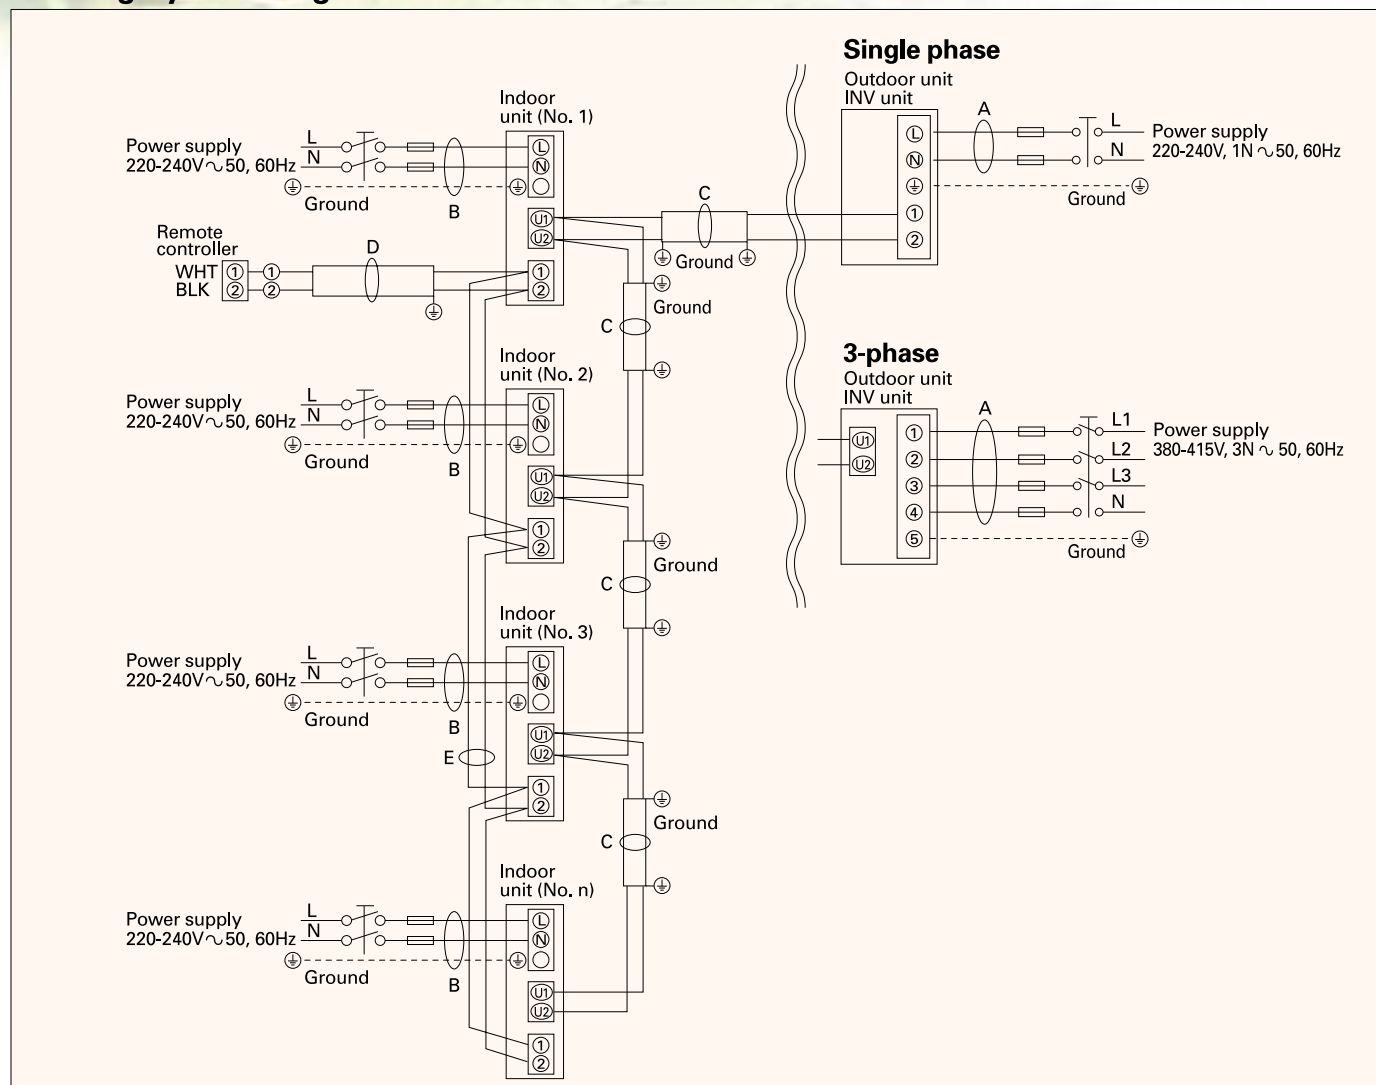 Single phase
Outdoor unit
INV unit
A
L
N
Power supply
220-240V, 1N ∿ 50, 60Hz
Ground
L
N
⏚
1
2
Indoor
unit (No. 1)
Power supply
220-240V ∿ 50, 60Hz
L
N
Ground
B
L
N
U1
U2
1
2
C
Ground
Remote
controller
WHT
BLK
1
2
1
2
D
Ground
C
Indoor
unit (No. 2)
Power supply
220-240V ∿ 50, 60Hz
L
N
Ground
B
L
N
U1
U2
1
2
Ground
C
3-phase
Outdoor unit
INV unit
U1
U2
1
2
3
4
5
A
L1
L2
L3
N
Power supply
380-415V, 3N ∿ 50, 60Hz
Ground
Indoor
unit (No. 3)
Power supply
220-240V ∿ 50, 60Hz
L
N
Ground
B
E
L
N
U1
U2
1
2
Ground
C
Indoor
unit (No. n)
Power supply
220-240V ∿ 50, 60Hz
L
N
Ground
B
L
N
U1
U2
1
2